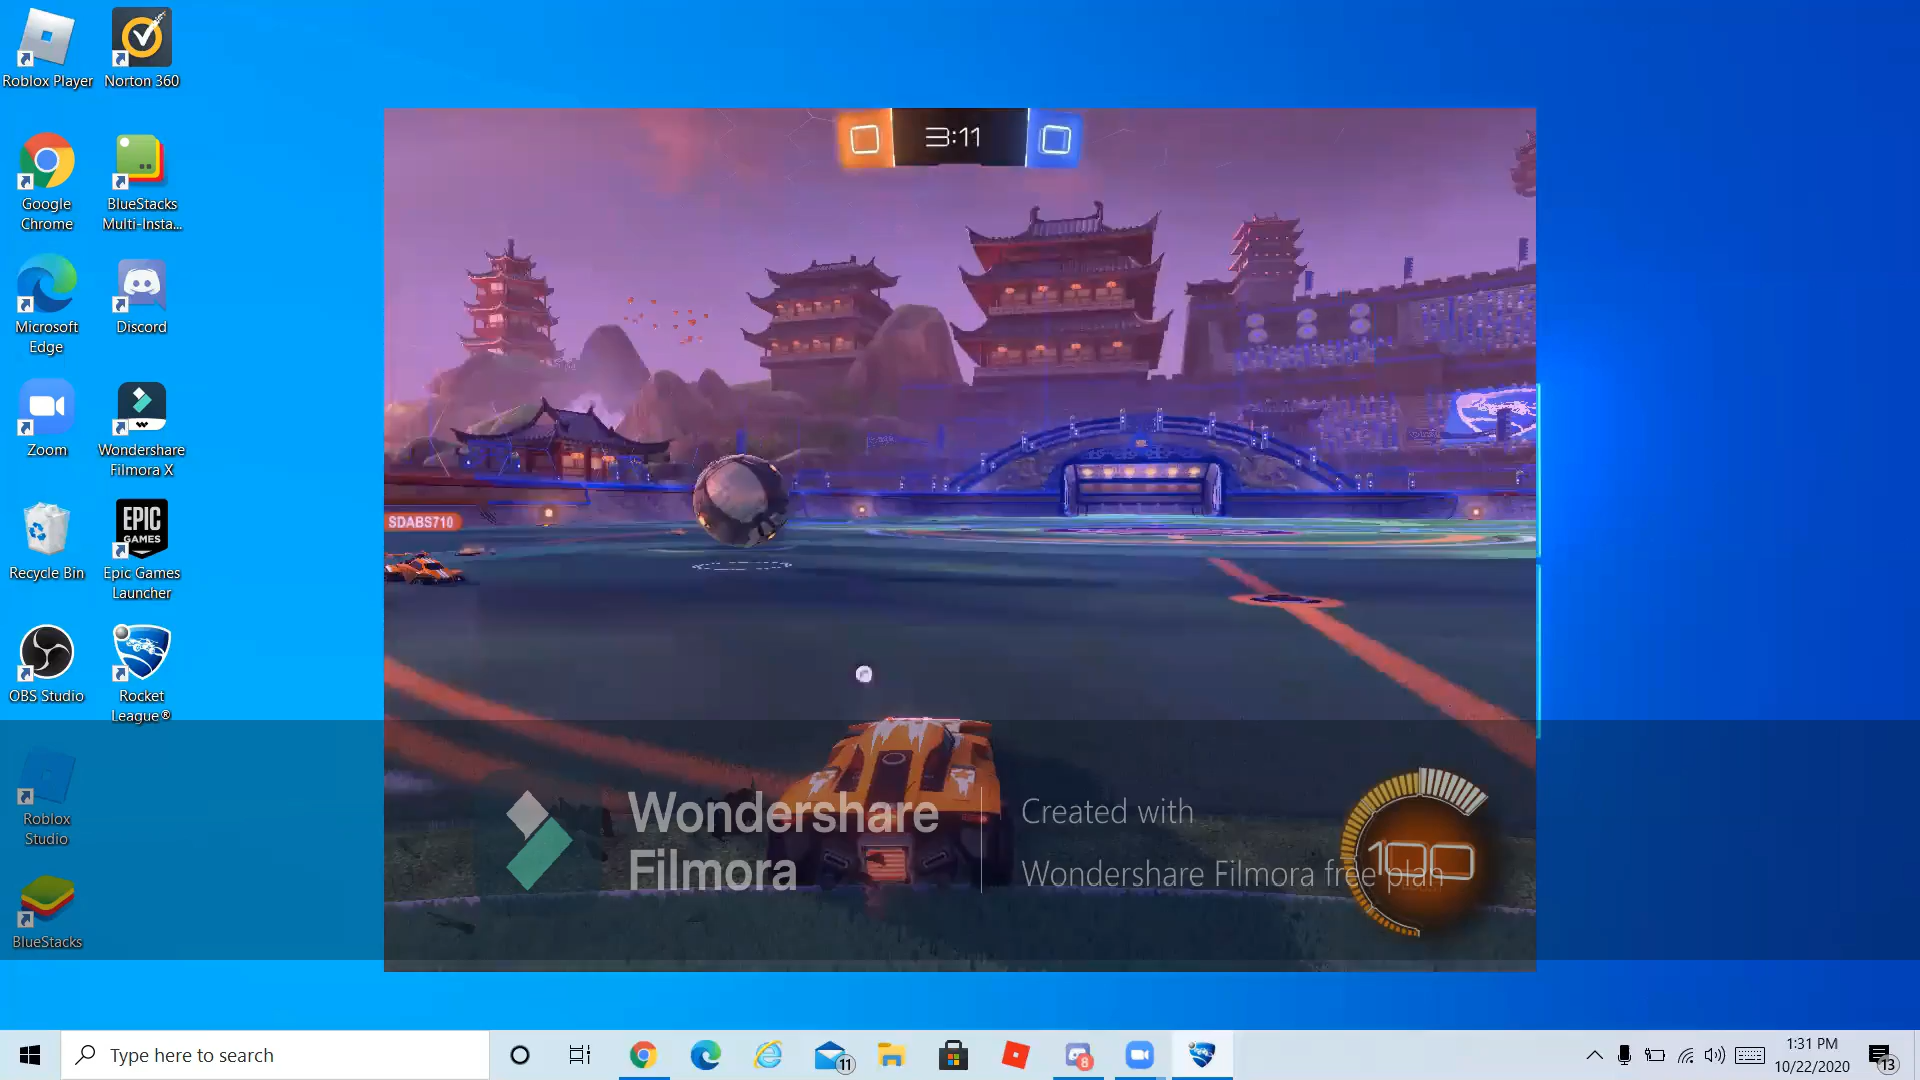 Roblox Player
Norton 360
Google
Chrome
BlueStacks
Multi-Insta...
Microsoft
Edge
Discord
Zoom
Wondershare
Filmora X
Recycle Bin
EPIC
GAMES
Epic Games
Launcher
OBS Studio
Rocket
League®
Roblox
Studio
BlueStacks
0
3:11
0
SDABS710
Wondershare
Filmora
Created with
Wondershare Filmora free plan
100
Type here to search
11
8
1:31 PM
10/22/2020
13